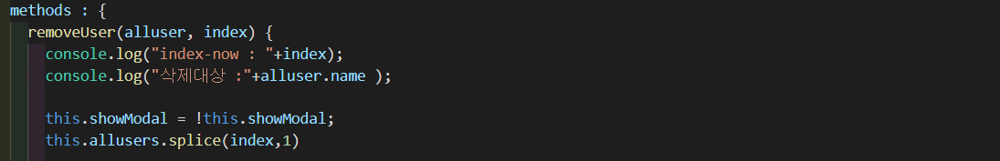 methods : {
removeUser(alluser, index) {
console.log("index-now : "+index);
console.log("삭제대상 :"+alluser.name );
this.showModal = !this.showModal;
this.allusers.splice(index,1)